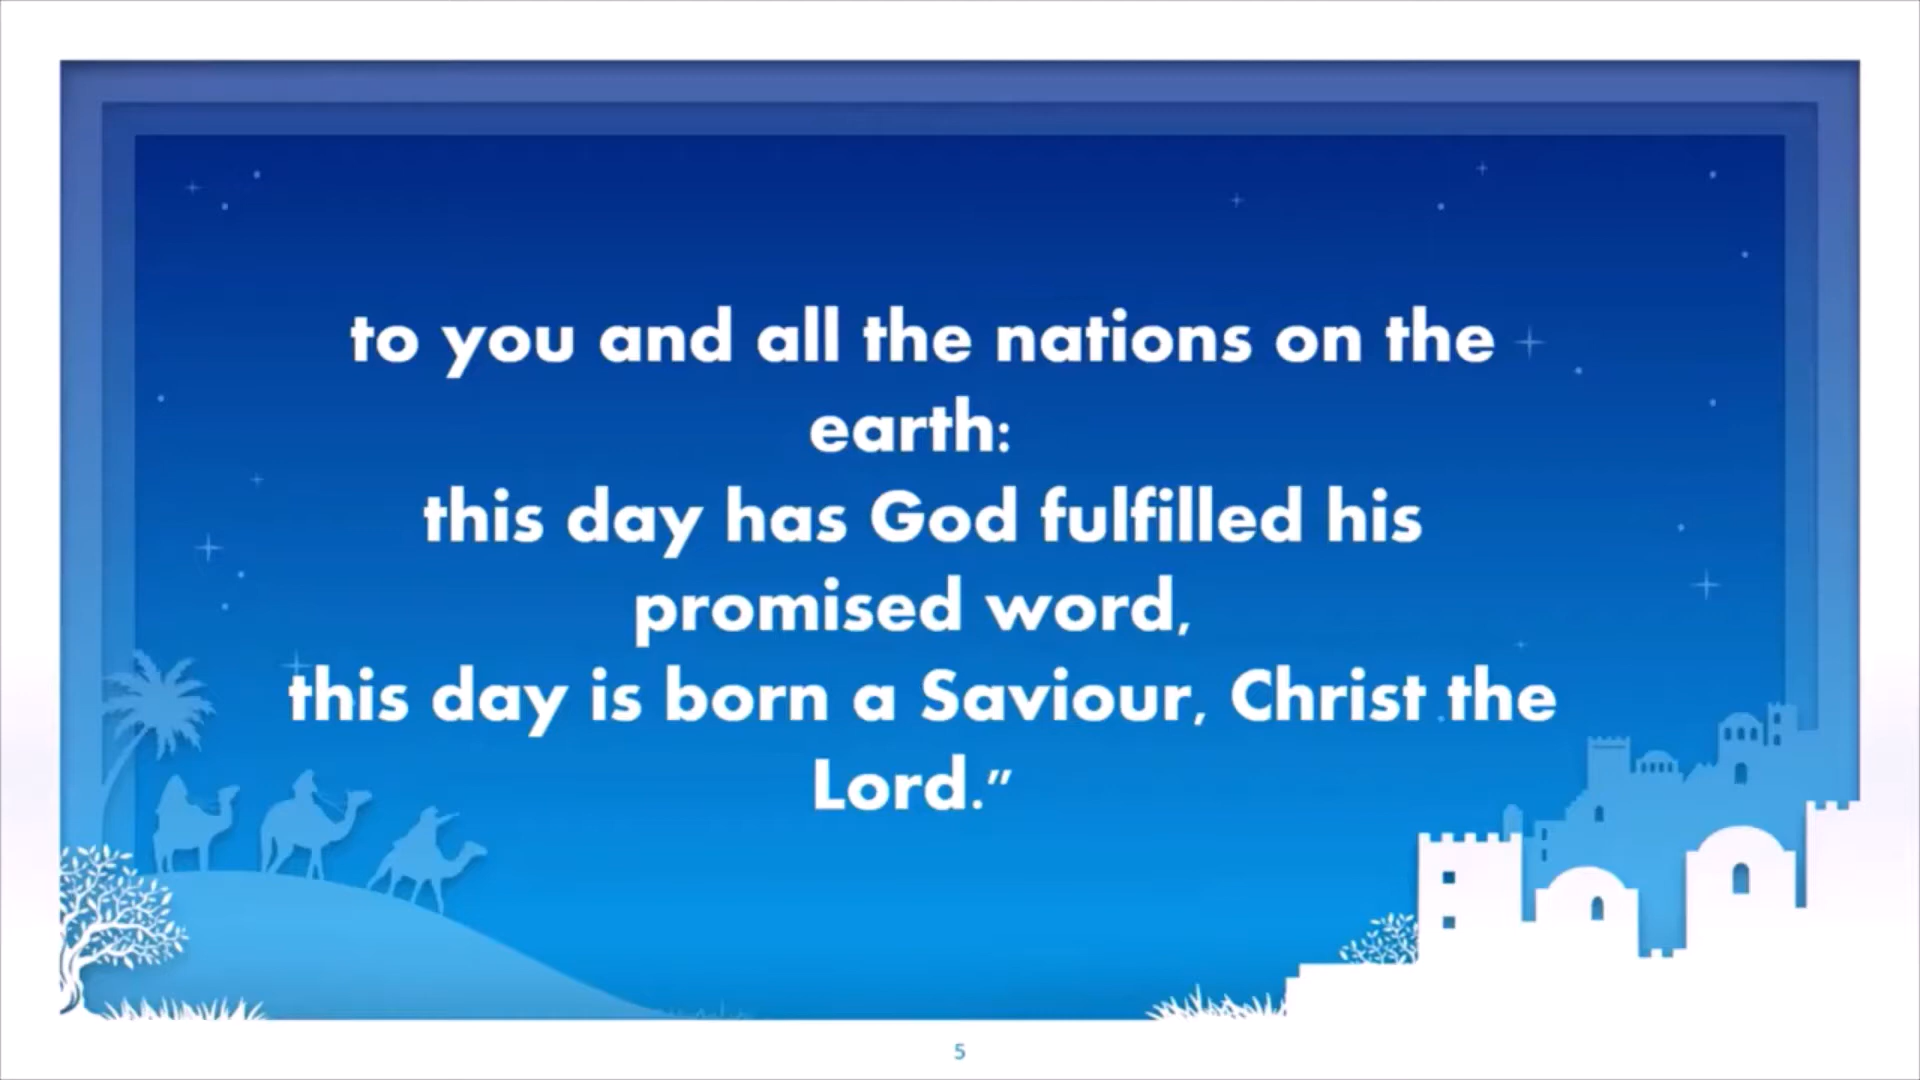 to you and all the nations on the
earth:
this day has God fulfilled his
promised word,
this day is born a Saviour, Christ the
Lord.”
5